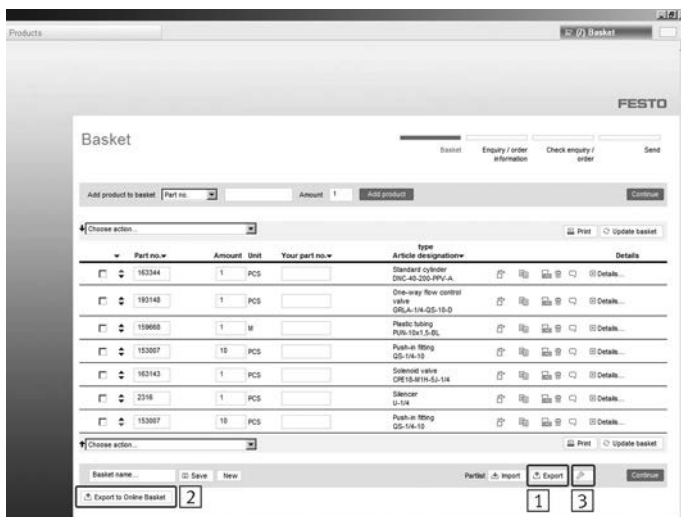 Products
(7) Basket
FESTO
Basket
Basket
Enquiry / order information
Check enquiry / order
Send
Add product to basket Part no. Amount 1 Add product Continue
Choose action... Print Update basket
Part no. Amount Unit Your part no. type Article designation Details
163344 1 PCS Standard cylinder DNC-40-200-PPV-A Details...
193148 1 PCS One-way flow control valve GRLA-1/4-QS-10-D Details...
159668 1 M Plastic tubing PUN-10x1,5-BL Details...
153007 10 PCS Push-in fitting QS-1/4-10 Details...
163143 1 PCS Solenoid valve CPE18-M1H-5J-1/4 Details...
2316 1 PCS Silencer U-1/4 Details...
153007 10 PCS Push-in fitting QS-1/4-10 Details...
Choose action... Print Update basket
Basket name... Save New Partlist Import Export Continue
Export to Online Basket 2 1 3